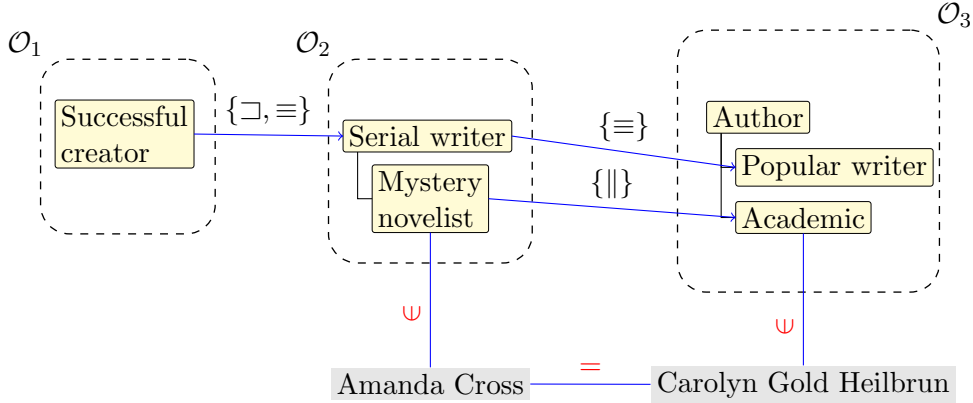 𝒪₁
𝒪₂
𝒪₃
Successful
creator
{⊐, ≡}
Serial writer
Mystery
novelist
{≡}
{∥}
Author
Popular writer
Academic
⋓
⋓
Amanda Cross
=
Carolyn Gold Heilbrun